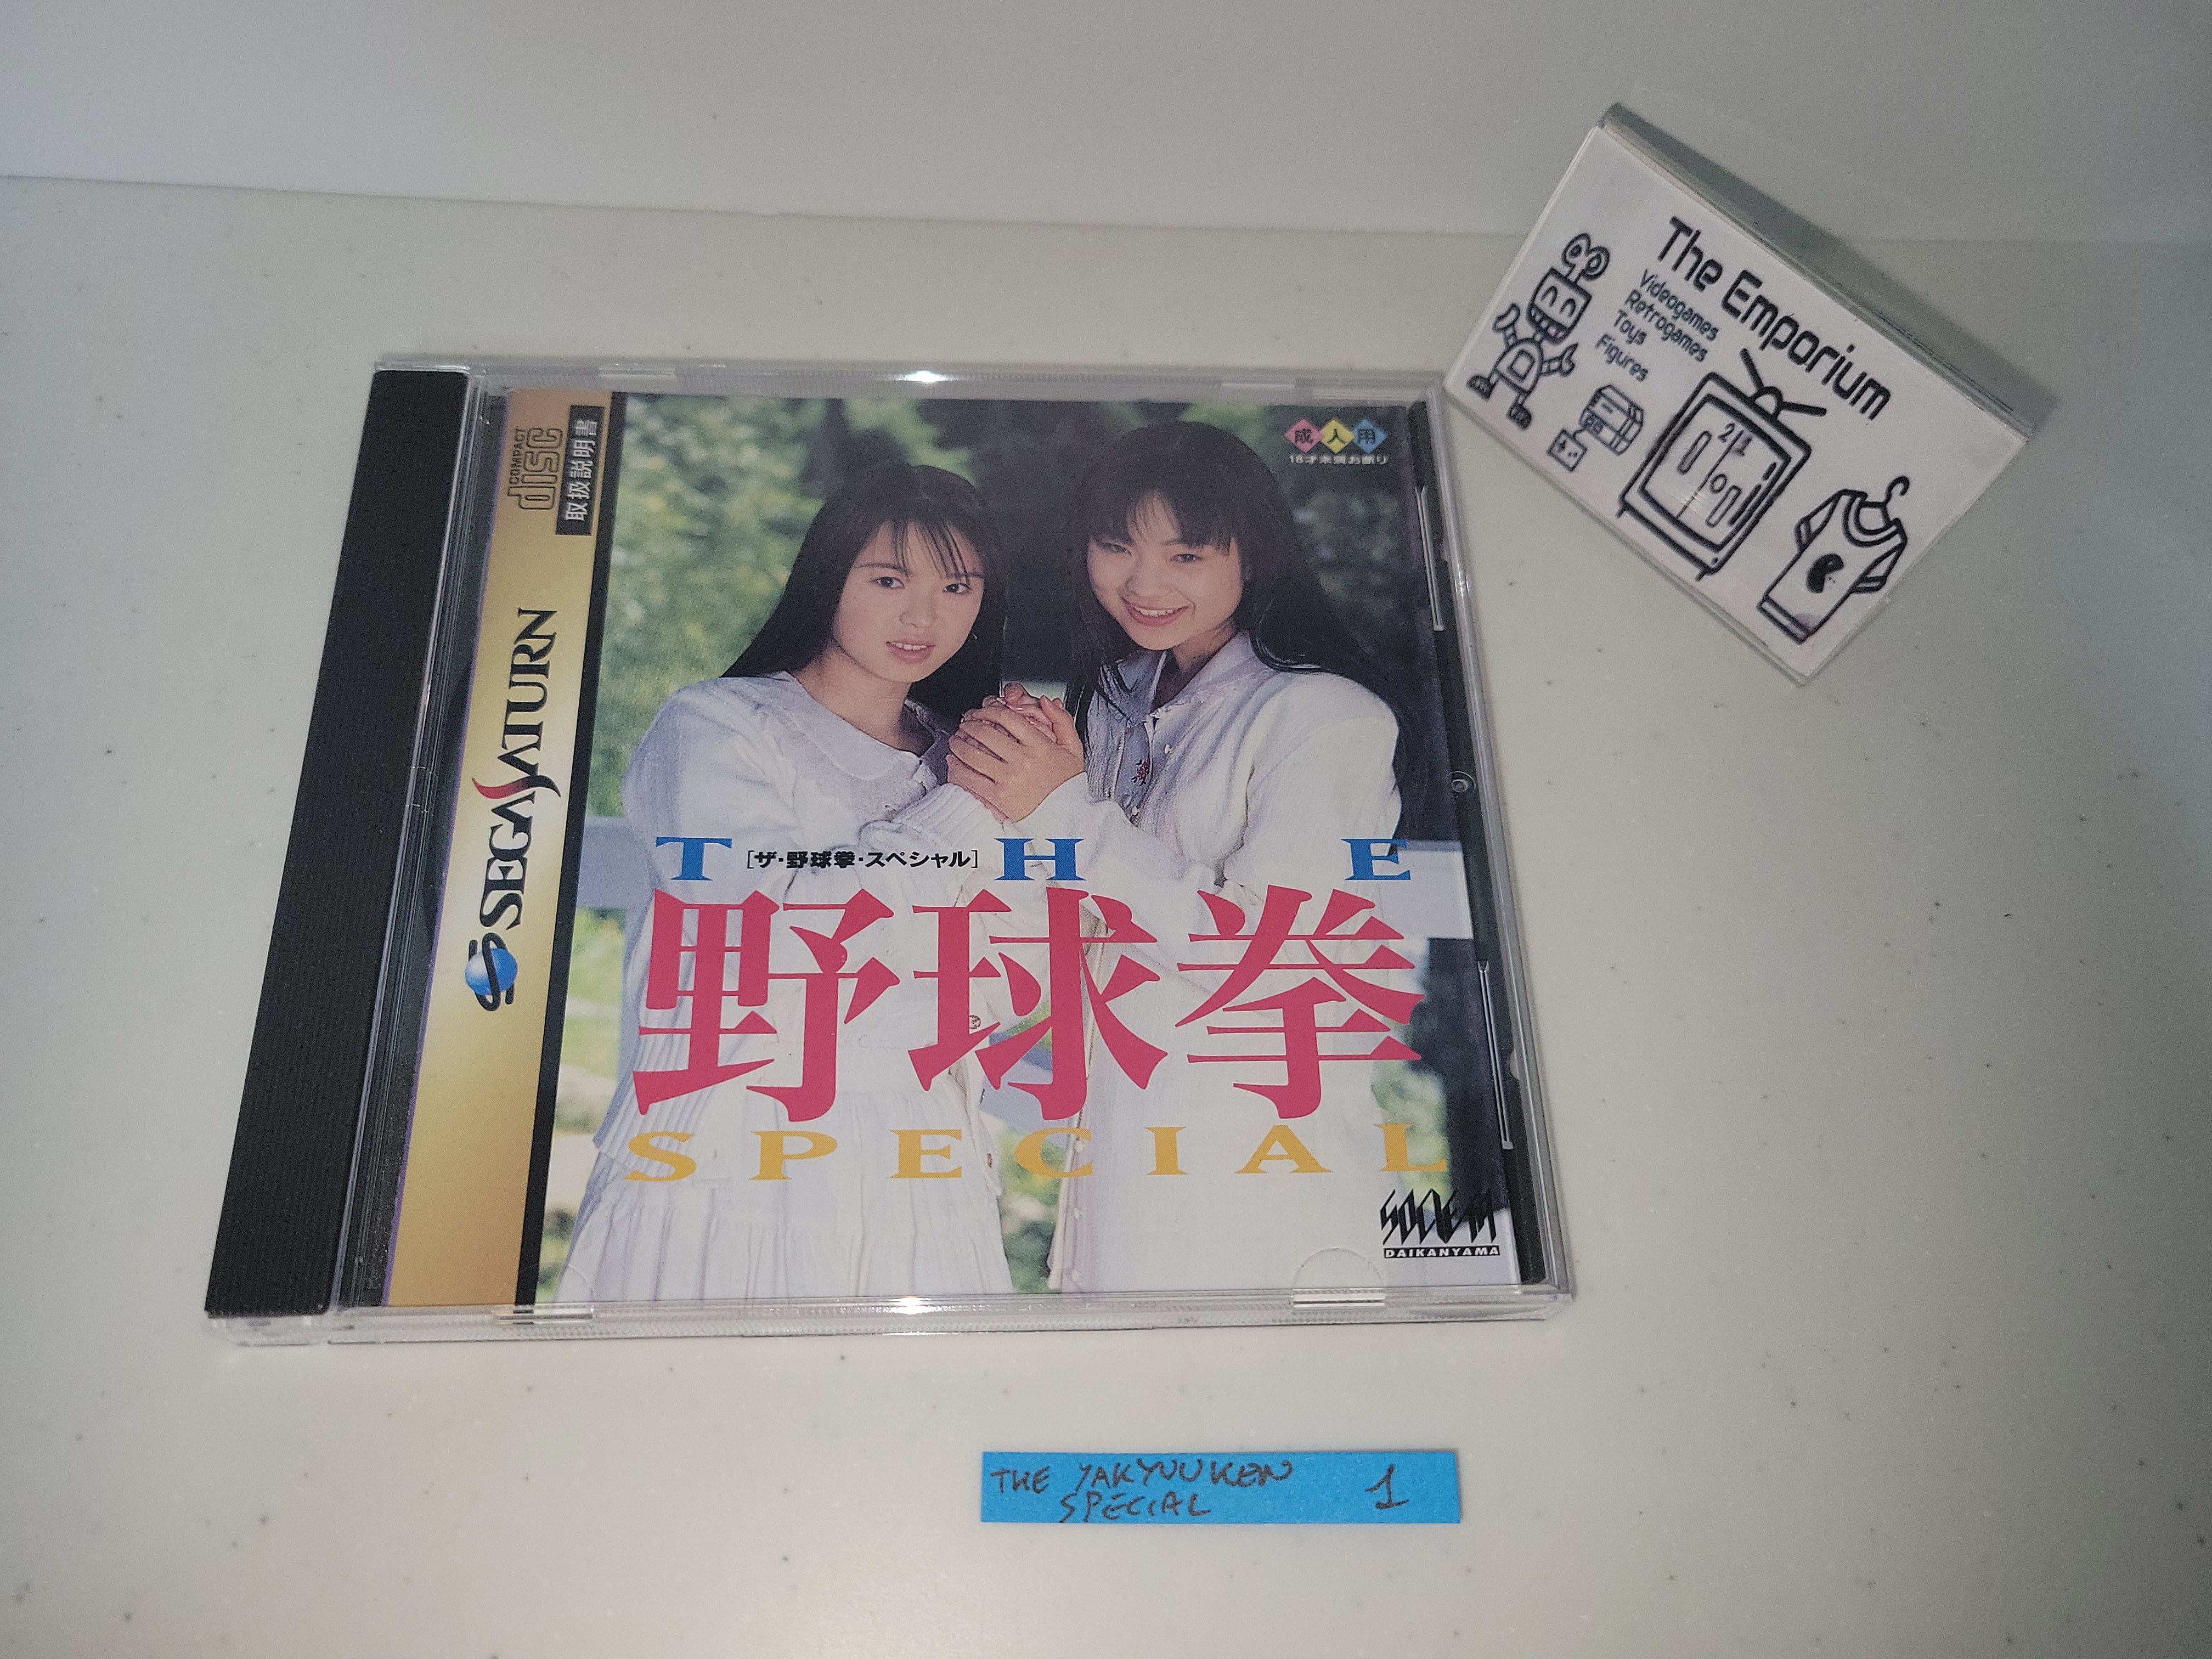 The Emporium
Videogames
Retrogames
Toys
Figures
21
COMPACT
disc
取扱説明書
SEGA SATURN
成人用
18才未満お断り
THE
[ザ・野球拳・スペシャル]
野球拳
SPECIAL
SOCIETA
DAIKANYAMA
THE YAKYUUKEN
SPECIAL
1